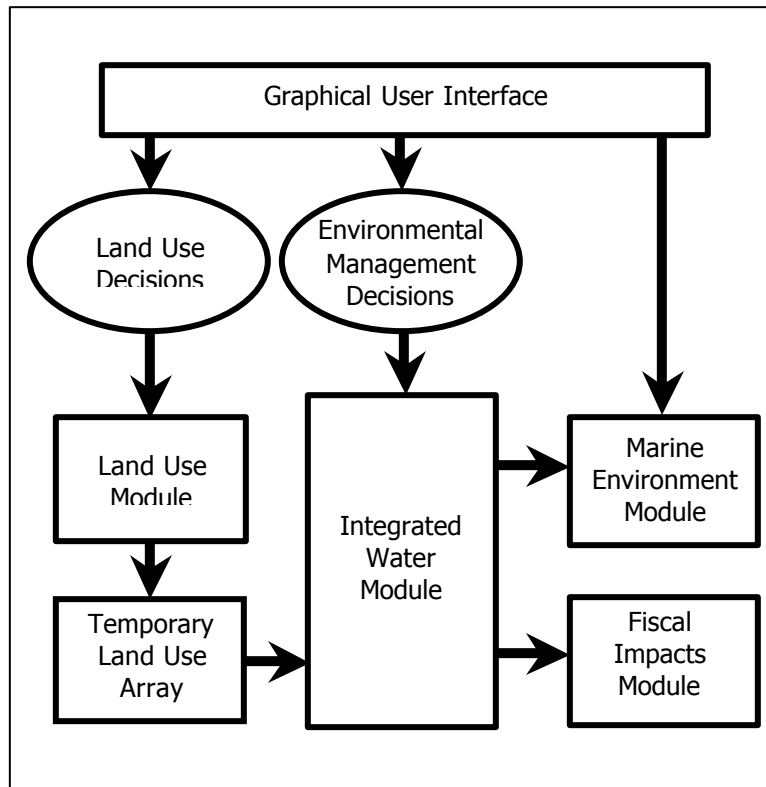 Graphical User Interface
Land Use
Decisions
Environmental
Management
Decisions
Land Use
Module
Integrated
Water
Module
Marine
Environment
Module
Temporary
Land Use
Array
Fiscal
Impacts
Module